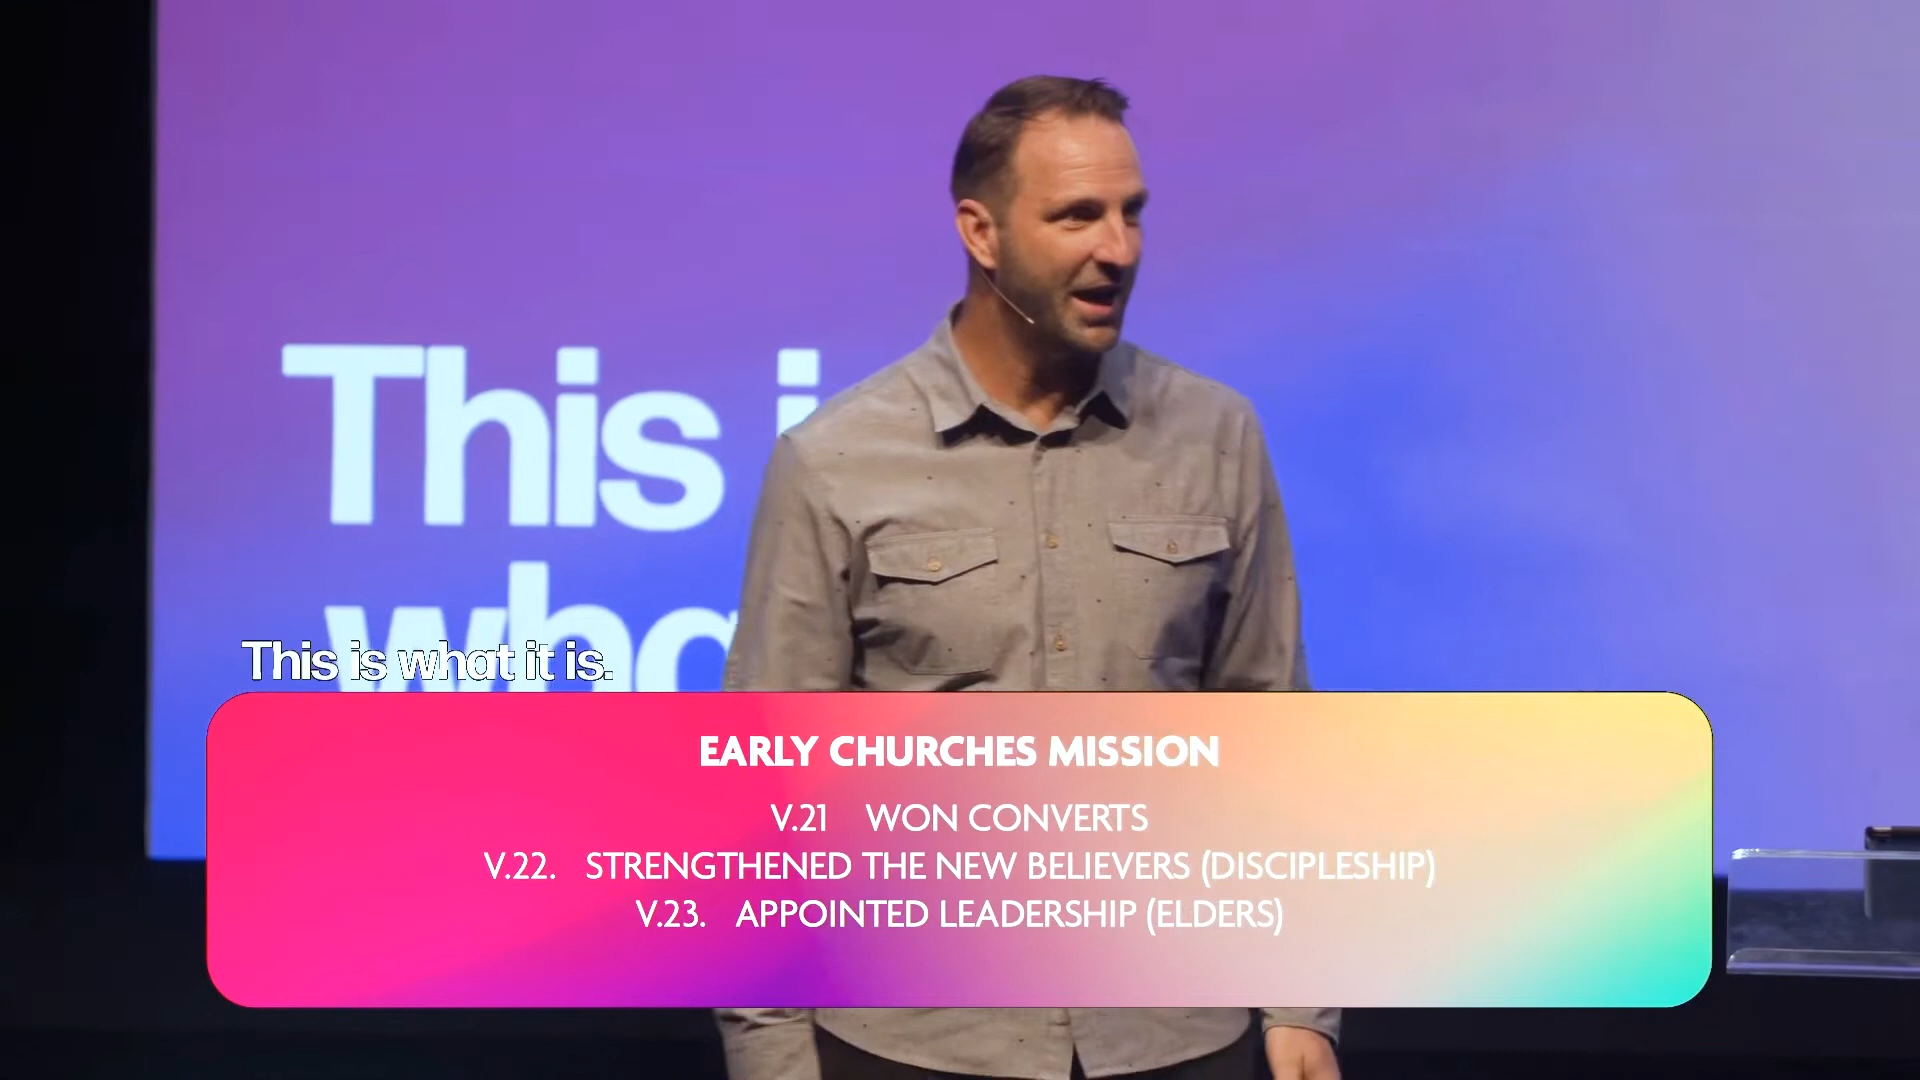 This i
wha
This is what it is.
EARLY CHURCHES MISSION
V.21 WON CONVERTS
V.22. STRENGTHENED THE NEW BELIEVERS (DISCIPLESHIP)
V.23. APPOINTED LEADERSHIP (ELDERS)